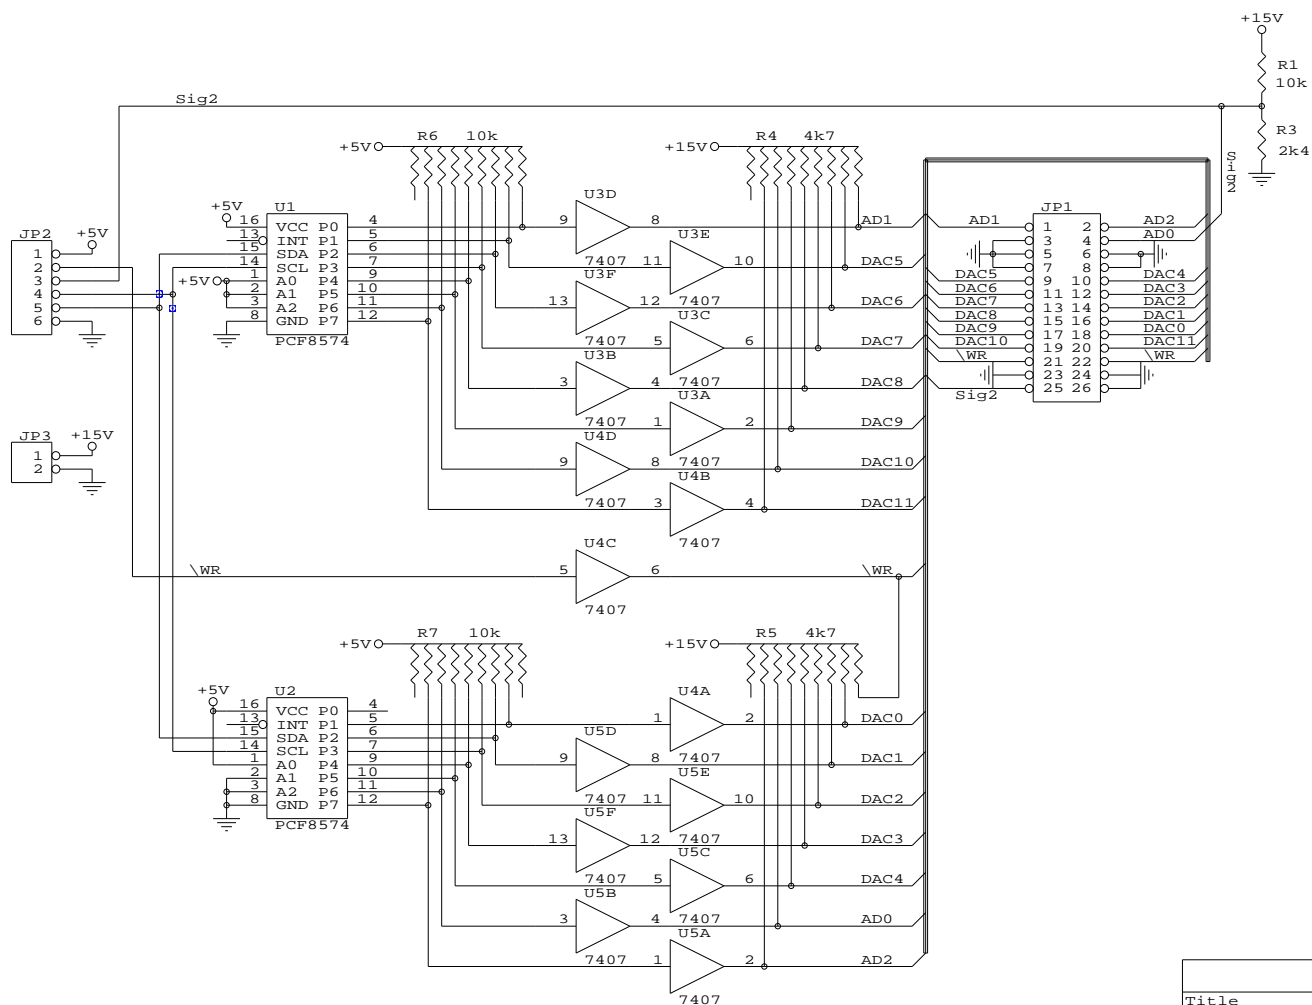 +15V
R1
10k
Sig2
R3
2k4
Sig2
R6 10k
+5V
R4 4k7
+15V
U1
+5V
16 VCC P0 4
13 INT P1 5
15 SDA P2 6
14 SCL P3 7
+5V 1 A0 P4 9
2 A1 P5 10
3 A2 P6 11
8 GND P7 12
PCF8574
JP2
+5V
1
2
3
4
5
6
JP3
+15V
1
2
U3D
9 8 AD1
7407
U3E
11 10 DAC5
7407
U3F
13 12 DAC6
7407
U3C
5 6 DAC7
7407
U3B
3 4 DAC8
7407
U3A
1 2 DAC9
7407
U4D
9 8 DAC10
7407
U4B
3 4 DAC11
7407
JP1
AD1 1 2 AD2
3 4 AD0
5 6
7 8
DAC5 9 10 DAC4
DAC6 11 12 DAC3
DAC7 13 14 DAC2
DAC8 15 16 DAC1
DAC9 17 18 DAC0
DAC10 19 20 DAC11
\WR 21 22 \WR
23 24
Sig2 25 26
U4C
\WR 5 6 \WR
7407
R7 10k
+5V
R5 4k7
+15V
U2
+5V
16 VCC P0 4
13 INT P1 5
15 SDA P2 6
14 SCL P3 7
1 A0 P4 9
2 A1 P5 10
3 A2 P6 11
8 GND P7 12
PCF8574
U4A
1 2 DAC0
7407
U5D
9 8 DAC1
7407
U5E
11 10 DAC2
7407
U5F
13 12 DAC3
7407
U5C
5 6 DAC4
7407
U5B
3 4 AD0
7407
U5A
1 2 AD2
7407
Title